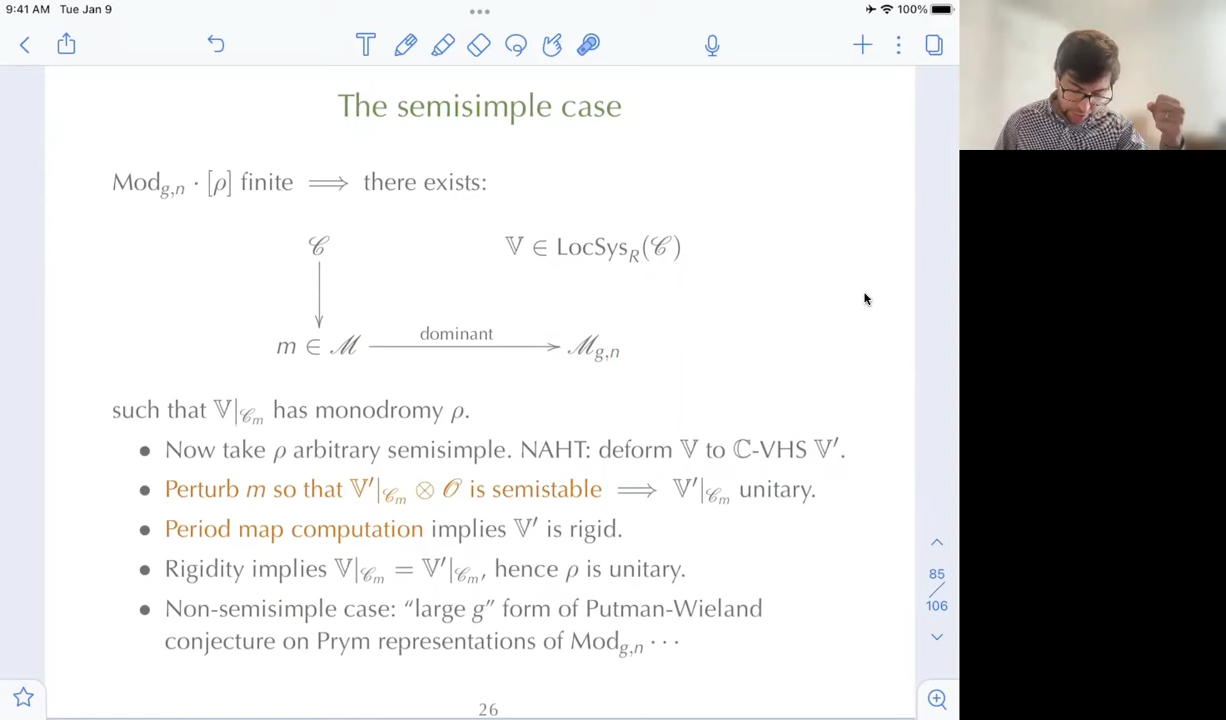 9:41 AM Tue Jan 9
100%
The semisimple case
Mod_{g,n} · [ρ] finite ⟹ there exists:
𝒞 𝕍 ∈ LocSys_R(𝒞)
dominant
m ∈ ℳ ⟶ ℳ_{g,n}
such that 𝕍|_{𝒞_m} has monodromy ρ.
• Now take ρ arbitrary semisimple. NAHT: deform 𝕍 to ℂ-VHS 𝕍′.
• Perturb m so that 𝕍′|_{𝒞_m} ⊗ 𝒪 is semistable ⟹ 𝕍′|_{𝒞_m} unitary.
• Period map computation implies 𝕍′ is rigid.
• Rigidity implies 𝕍|_{𝒞_m} = 𝕍′|_{𝒞_m}, hence ρ is unitary.
• Non-semisimple case: “large g” form of Putman-Wieland
conjecture on Prym representations of Mod_{g,n} ···
85
106
26